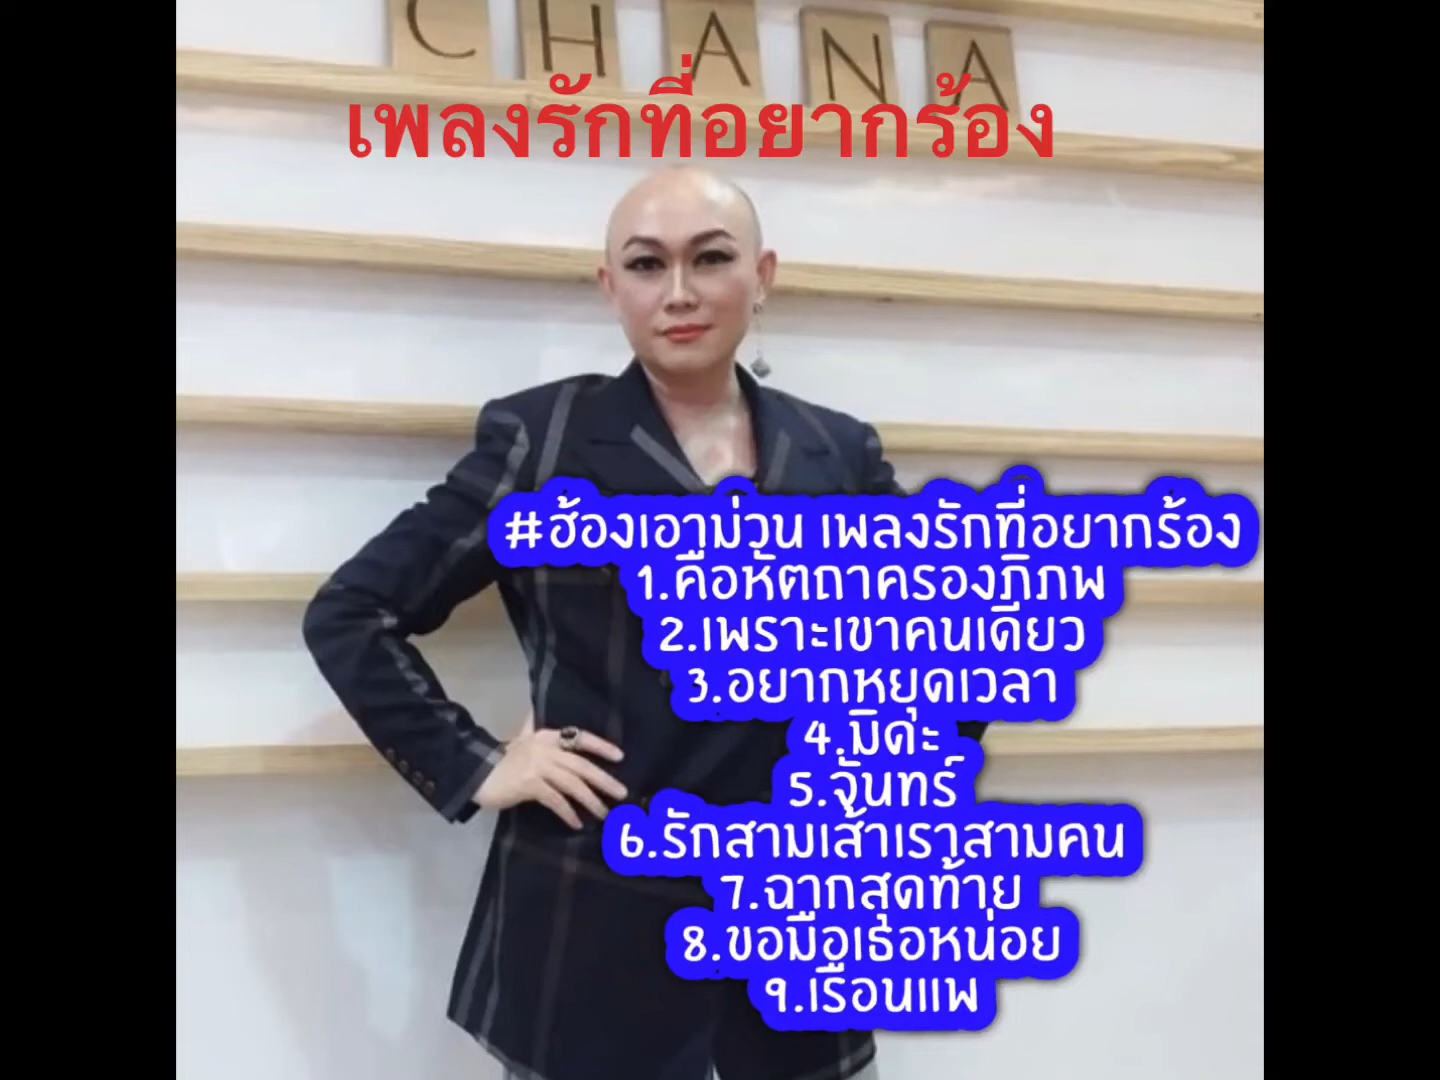 CHANA
เพลงรักที่อยากร้อง
#ฮ้องเอาม่วน เพลงรักที่อยากร้อง
1.คือหัตถาครองภิภพ
2.เพราะเขาคนเดียว
3.อยากหยุดเวลา
4.มิดะ
5.จันทร์
6.รักสามเส้าเราสามคน
7.ฉากสุดท้าย
8.ขอมือเธอหน่อย
9.เรือนแพ